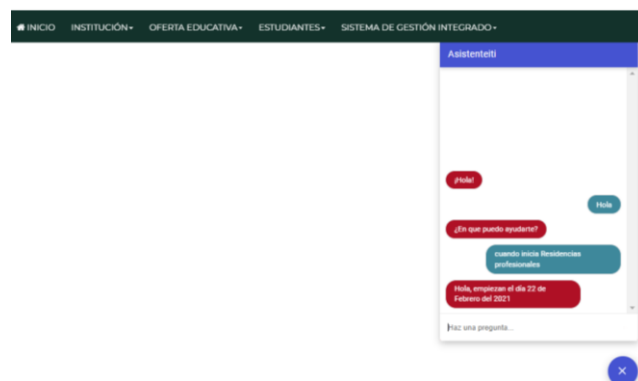 INICIO INSTITUCIÓN OFERTA EDUCATIVA ESTUDIANTES SISTEMA DE GESTIÓN INTEGRADO
Asistenteiti
¡Hola!
Hola
¿En que puedo ayudarte?
cuando inicia Residencias
profesionales
Hola, empiezan el día 22 de
Febrero del 2021
Haz una pregunta...